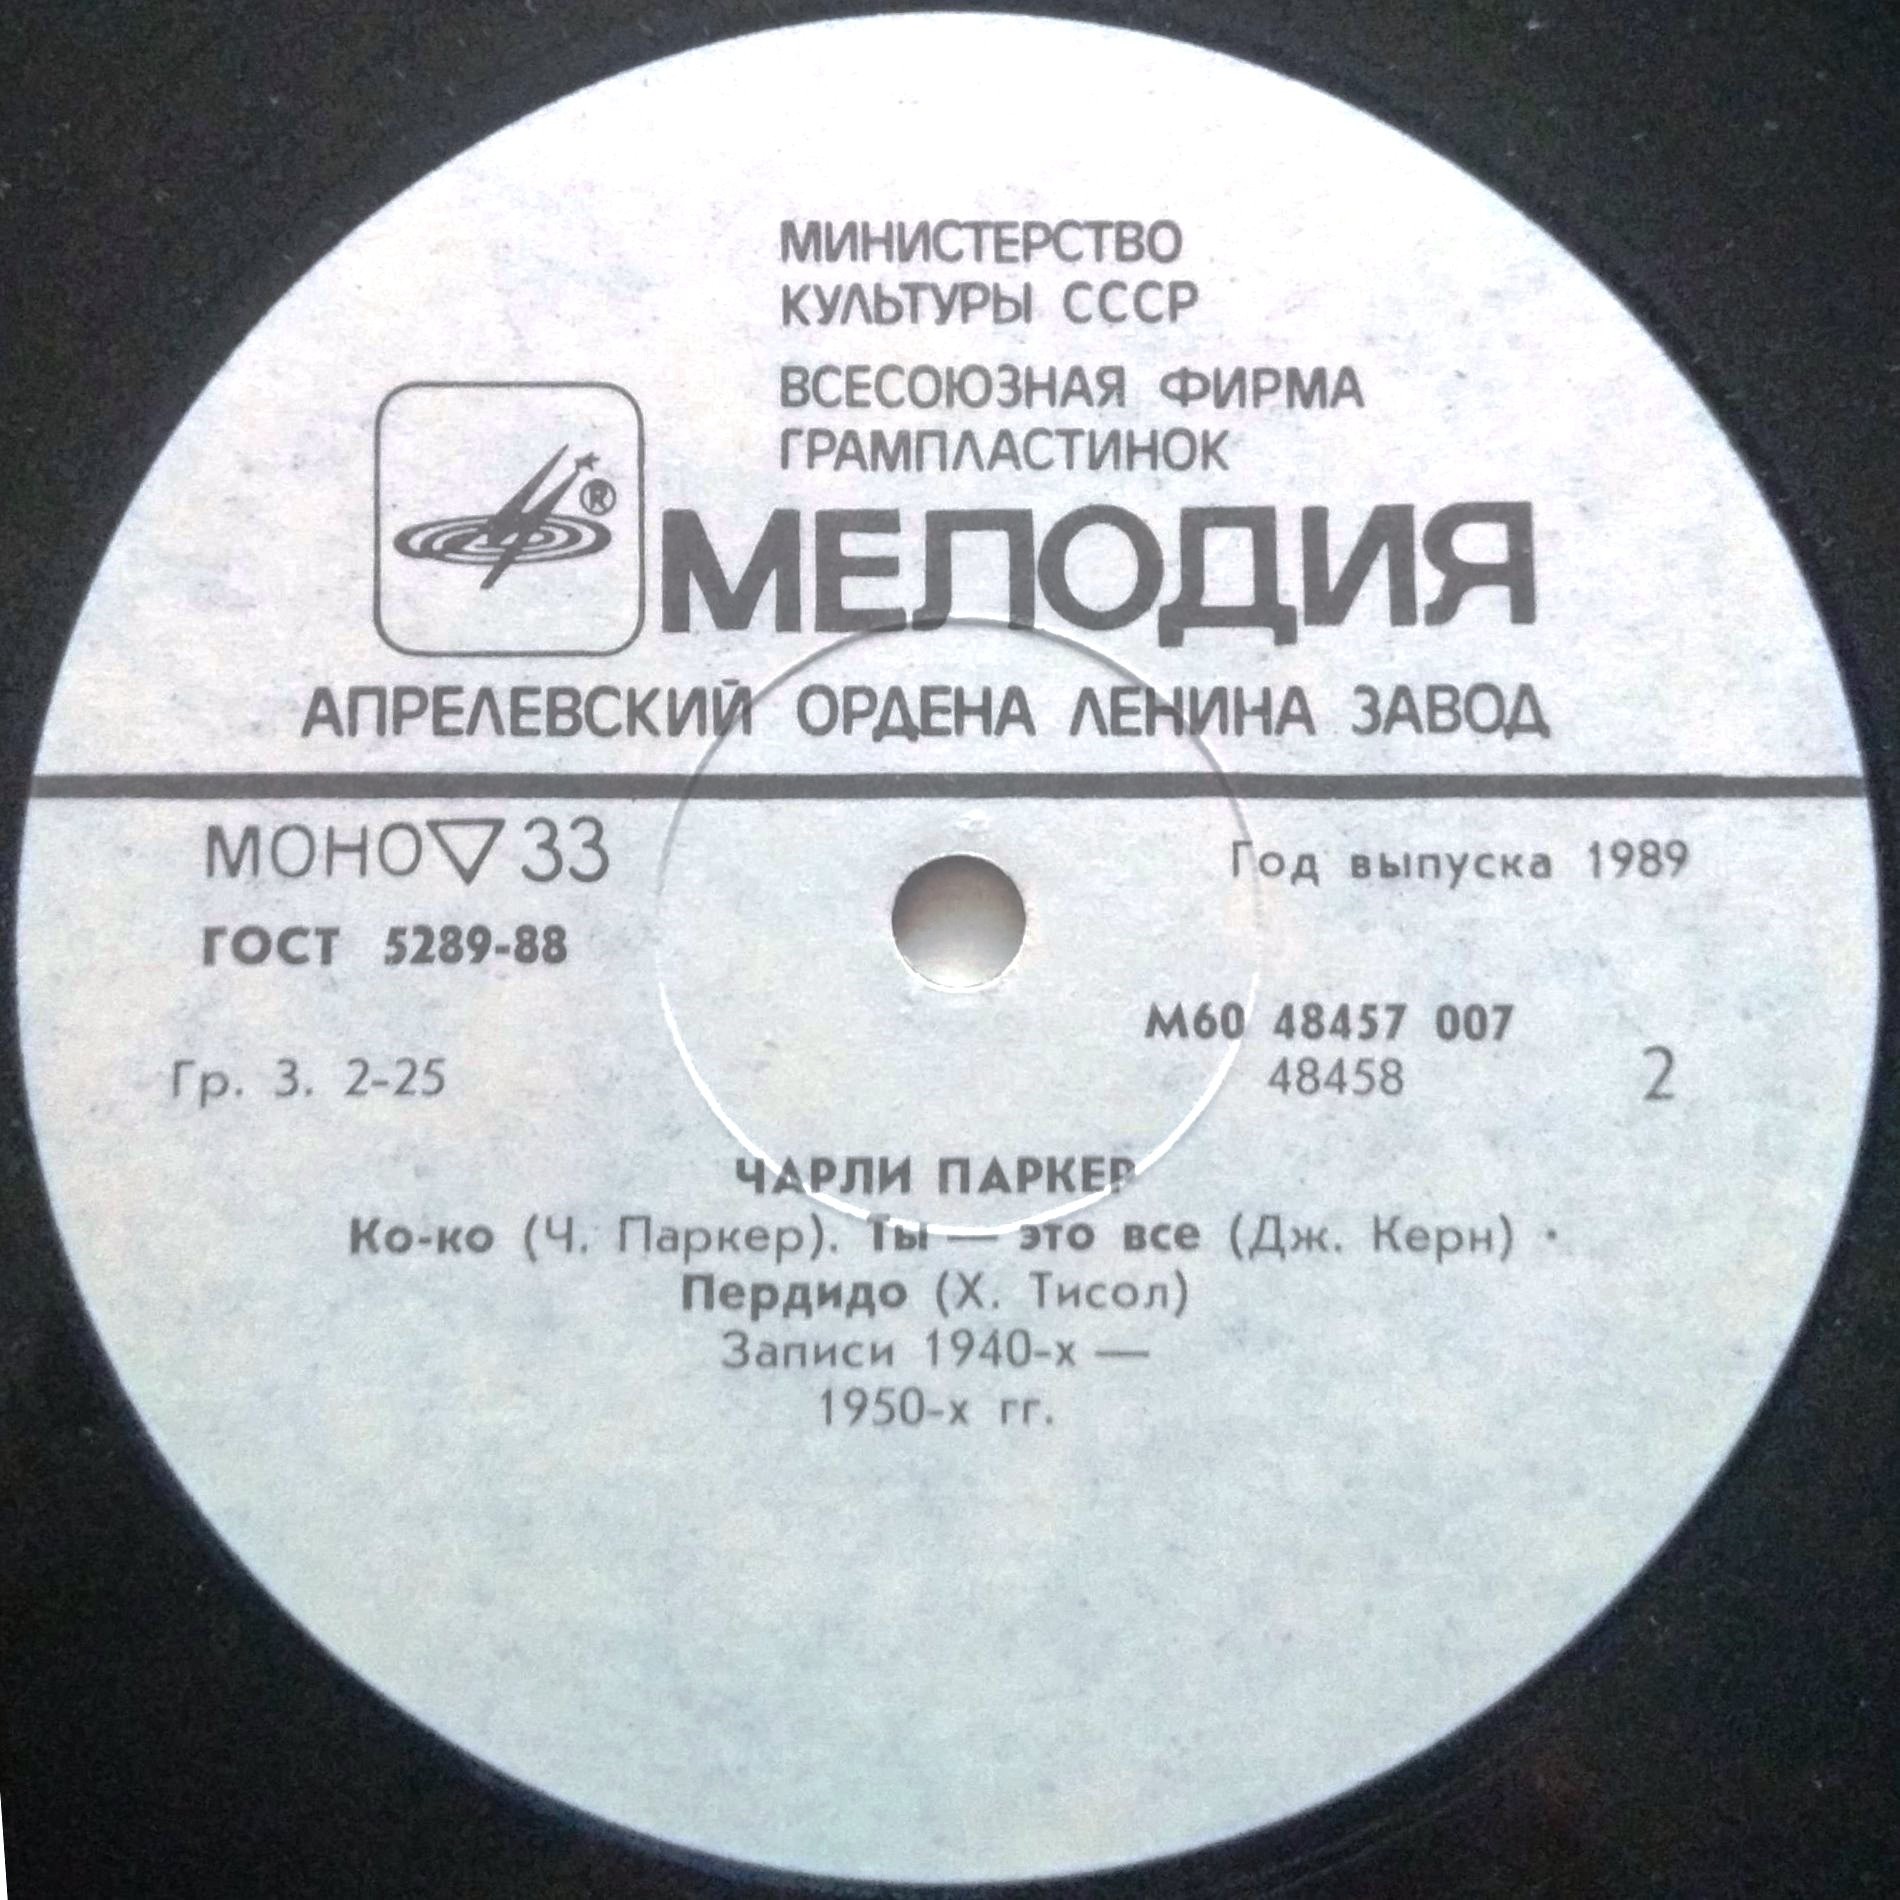 МИНИСТЕРСТВО
КУЛЬТУРЫ СССР
ВСЕСОЮЗНАЯ ФИРМА
ГРАМПЛАСТИНОК
®
МЕЛОДИЯ
АПРЕЛЕВСКИЙ ОРДЕНА ЛЕНИНА ЗАВОД
МОНО ▽ 33
Год выпуска 1989
ГОСТ 5289-88
М60 48457 007
Гр. 3. 2-25
48458
2
ЧАРЛИ ПАРКЕР
Ко-ко (Ч. Паркер). Ты — это все (Дж. Керн) ·
Пердидо (Х. Тисол)
Записи 1940-х —
1950-х гг.